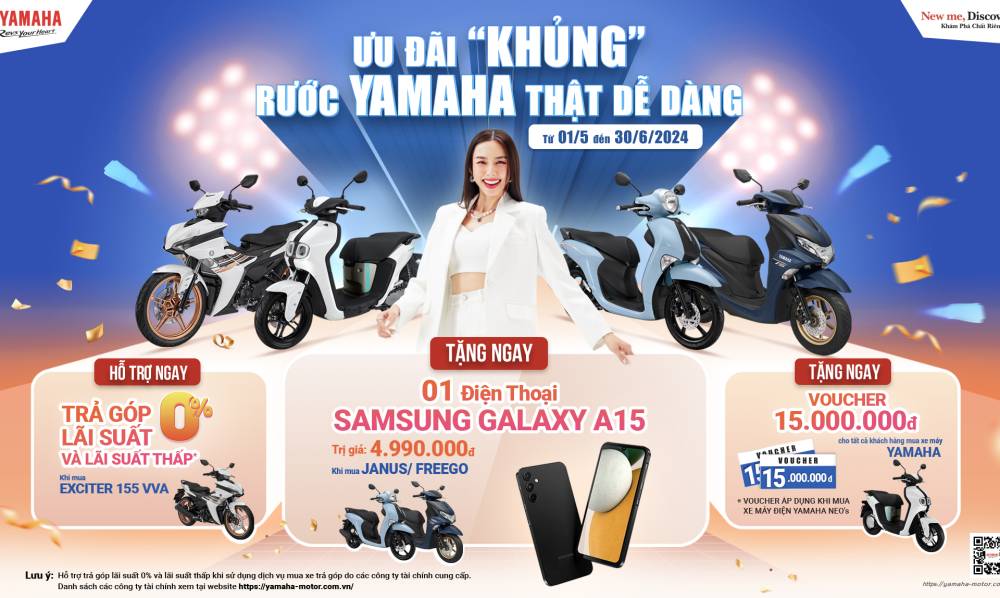 YAMAHA
Revs Your Heart
New me, Discov
Khám Phá Chất Riên
ƯU ĐÃI “KHỦNG”
RƯỚC YAMAHA THẬT DỄ DÀNG
Từ 01/5 đến 30/6/2024
HỖ TRỢ NGAY
TRẢ GÓP 0%
LÃI SUẤT
VÀ LÃI SUẤT THẤP*
Khi mua
EXCITER 155 VVA
TẶNG NGAY
01 Điện Thoại
SAMSUNG GALAXY A15
Trị giá: 4.990.000đ
Khi mua JANUS/ FREEGO
TẶNG NGAY
VOUCHER
15.000.000đ
cho tất cả khách hàng mua xe máy
YAMAHA
VOUCHER
VOUCHER
15.000.000đ
* VOUCHER ÁP DỤNG KHI MUA
XE MÁY ĐIỆN YAMAHA NEO's
Lưu ý: Hỗ trợ trả góp lãi suất 0% và lãi suất thấp khi sử dụng dịch vụ mua xe trả góp do các công ty tài chính cung cấp.
Danh sách các công ty tài chính xem tại website https://yamaha-motor.com.vn/
https://yamaha-motor.co